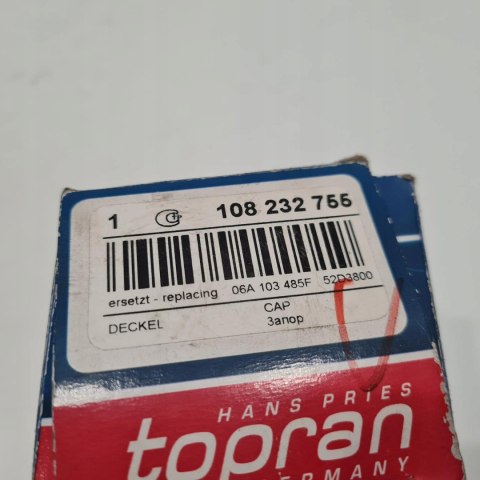 1 108 232 755
ersetzt - replacing 06A 103 485F 52D3800
DECKEL CAP
Запор
HANS PRIES
topran
GERMANY